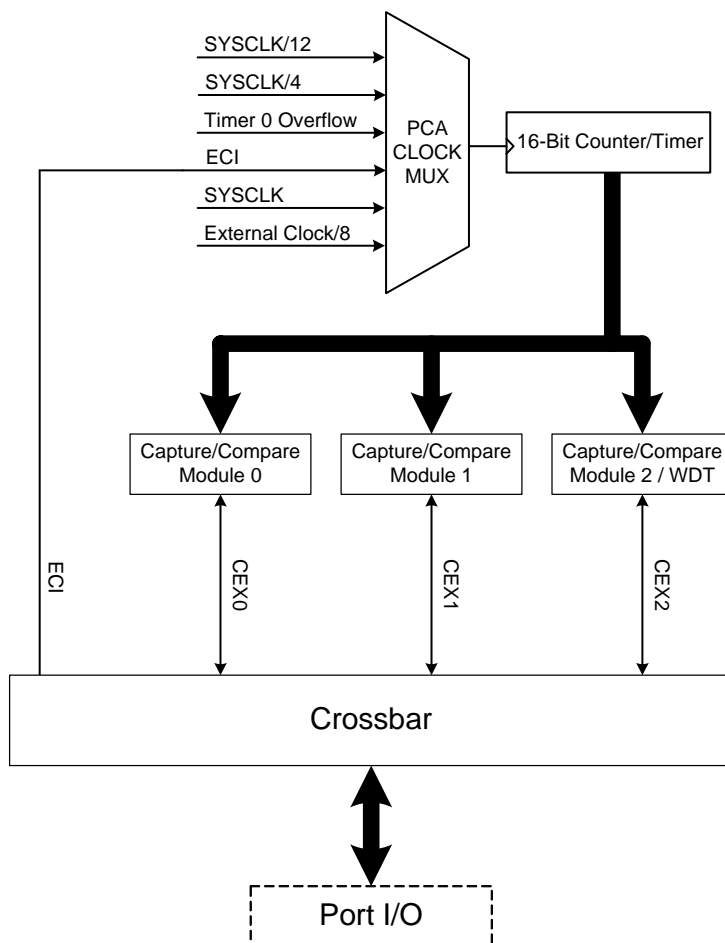 SYSCLK/12
SYSCLK/4
Timer 0 Overflow
ECI
SYSCLK
External Clock/8
PCA
CLOCK
MUX
16-Bit Counter/Timer
Capture/Compare
Module 0
Capture/Compare
Module 1
Capture/Compare
Module 2 / WDT
ECI
CEX0
CEX1
CEX2
Crossbar
Port I/O